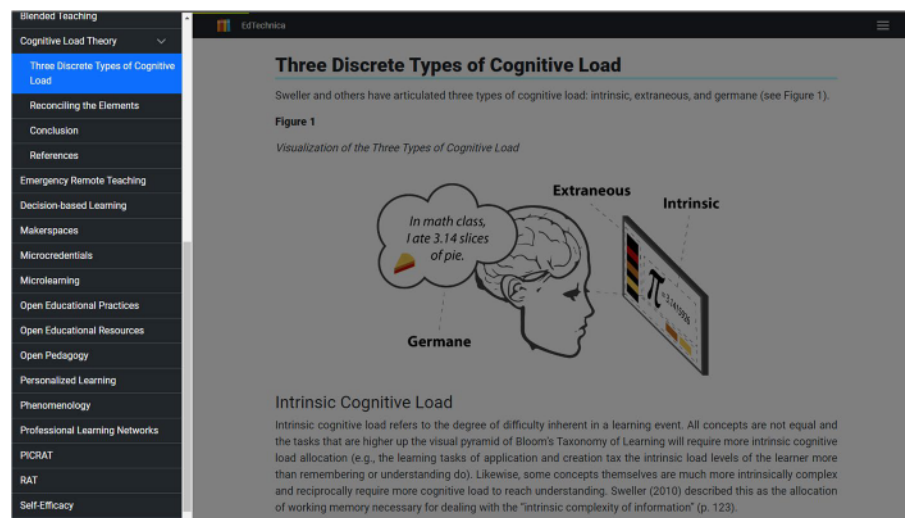 Blended Teaching
Cognitive Load Theory
Three Discrete Types of Cognitive
Load
Reconciling the Elements
Conclusion
References
Emergency Remote Teaching
Decision-based Learning
Makerspaces
Microcredentials
Microlearning
Open Educational Practices
Open Educational Resources
Open Pedagogy
Personalized Learning
Phenomenology
Professional Learning Networks
PICRAT
RAT
Self-Efficacy
EdTechnica
Three Discrete Types of Cognitive Load
Sweller and others have articulated three types of cognitive load: intrinsic, extraneous, and germane (see Figure 1).
Figure 1
Visualization of the Three Types of Cognitive Load
Extraneous
Intrinsic
In math class,
I ate 3.14 slices
of pie.
π
=3.1415926
Germane
Intrinsic Cognitive Load
Intrinsic cognitive load refers to the degree of difficulty inherent in a learning event. All concepts are not equal and
the tasks that are higher up the visual pyramid of Bloom's Taxonomy of Learning will require more intrinsic cognitive
load allocation (e.g., the learning tasks of application and creation tax the intrinsic load levels of the learner more
than remembering or understanding do). Likewise, some concepts themselves are much more intrinsically complex
and reciprocally require more cognitive load to reach understanding. Sweller (2010) described this as the allocation
of working memory necessary for dealing with the "intrinsic complexity of information" (p. 123).